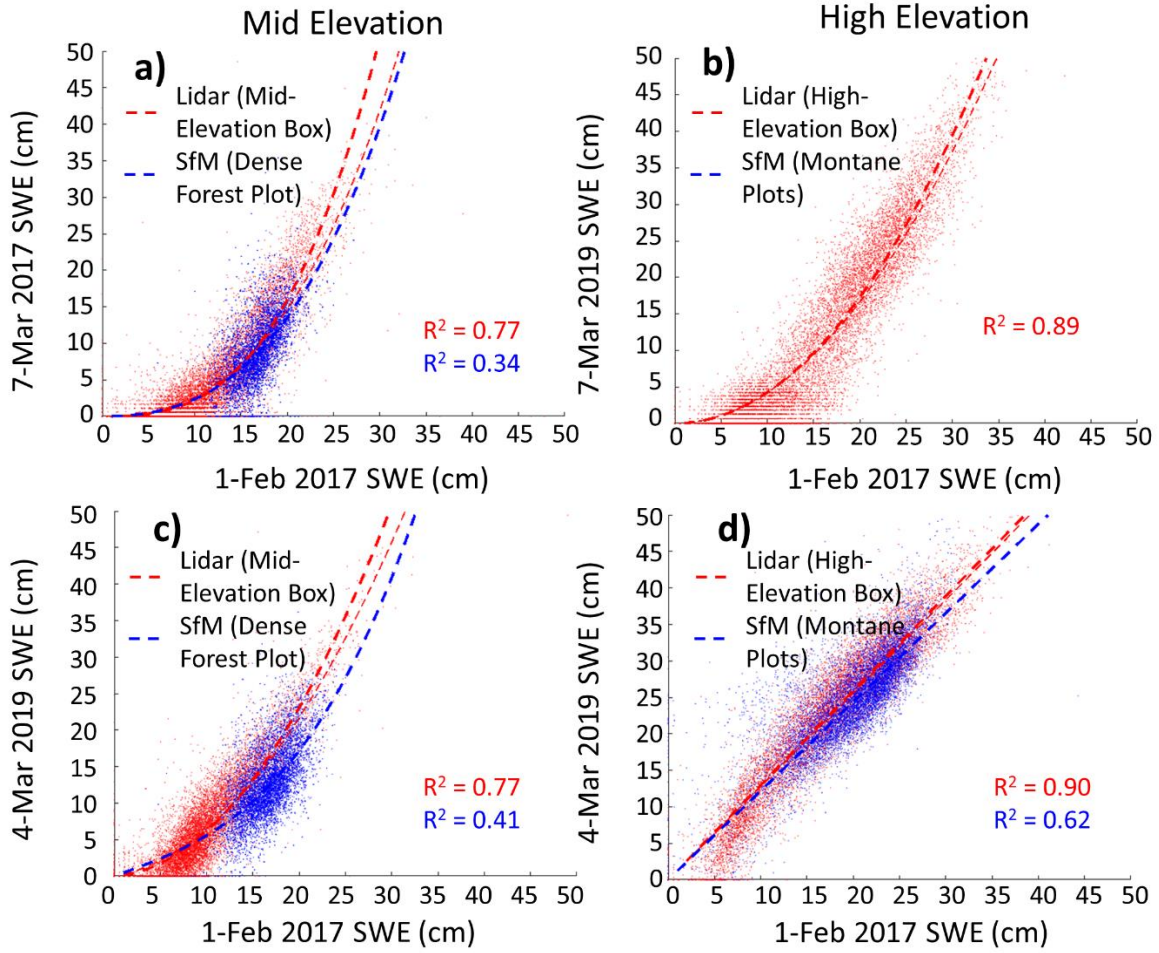 Mid Elevation
High Elevation
a)
Lidar (Mid-
Elevation Box)
SfM (Dense
Forest Plot)
R² = 0.77
R² = 0.34
7-Mar 2017 SWE (cm)
50
45
40
35
30
25
20
15
10
5
0
0 5 10 15 20 25 30 35 40 45 50
1-Feb 2017 SWE (cm)
b)
Lidar (High-
Elevation Box)
SfM (Montane
Plots)
R² = 0.89
7-Mar 2019 SWE (cm)
50
45
40
35
30
25
20
15
10
5
0
0 5 10 15 20 25 30 35 40 45 50
1-Feb 2017 SWE (cm)
c)
Lidar (Mid-
Elevation Box)
SfM (Dense
Forest Plot)
R² = 0.77
R² = 0.41
4-Mar 2019 SWE (cm)
50
45
40
35
30
25
20
15
10
5
0
0 5 10 15 20 25 30 35 40 45 50
1-Feb 2017 SWE (cm)
d)
Lidar (High-
Elevation Box)
SfM (Montane
Plots)
R² = 0.90
R² = 0.62
4-Mar 2019 SWE (cm)
50
45
40
35
30
25
20
15
10
5
0
0 5 10 15 20 25 30 35 40 45 50
1-Feb 2017 SWE (cm)